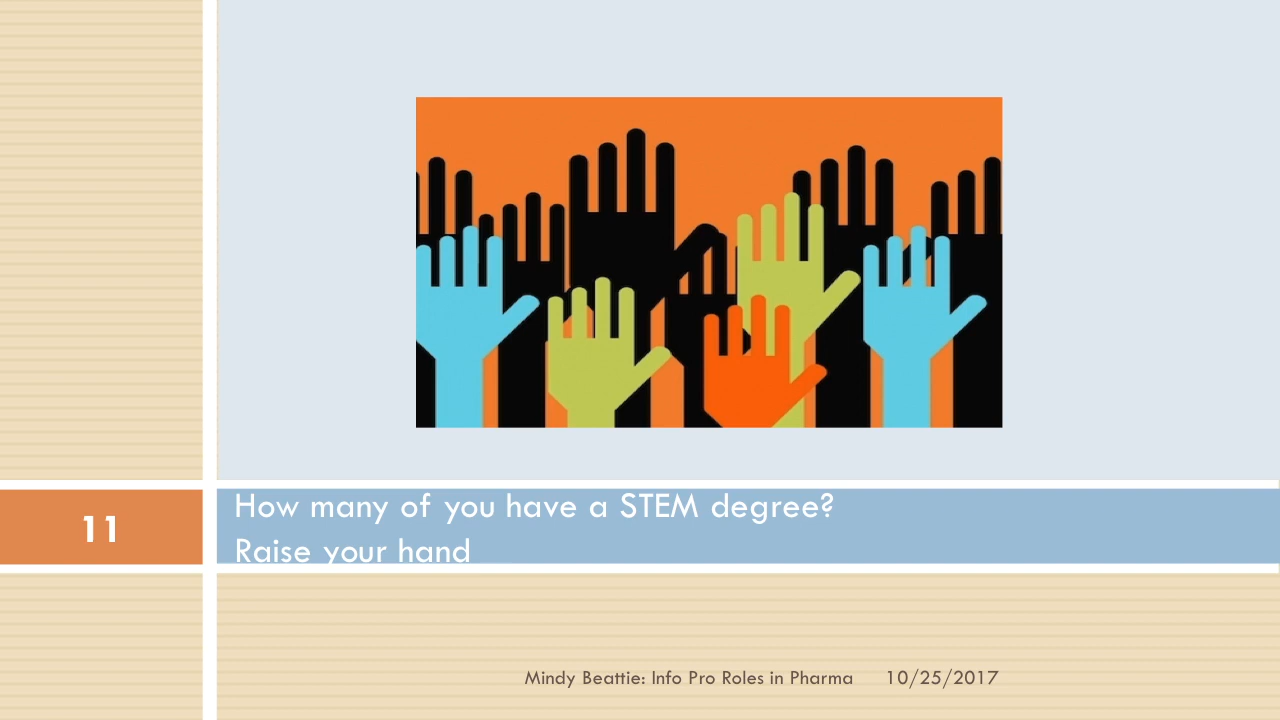 How many of you have a STEM degree?
11
Raise your hand
Mindy Beattie: Info Pro Roles in Pharma 10/25/2017